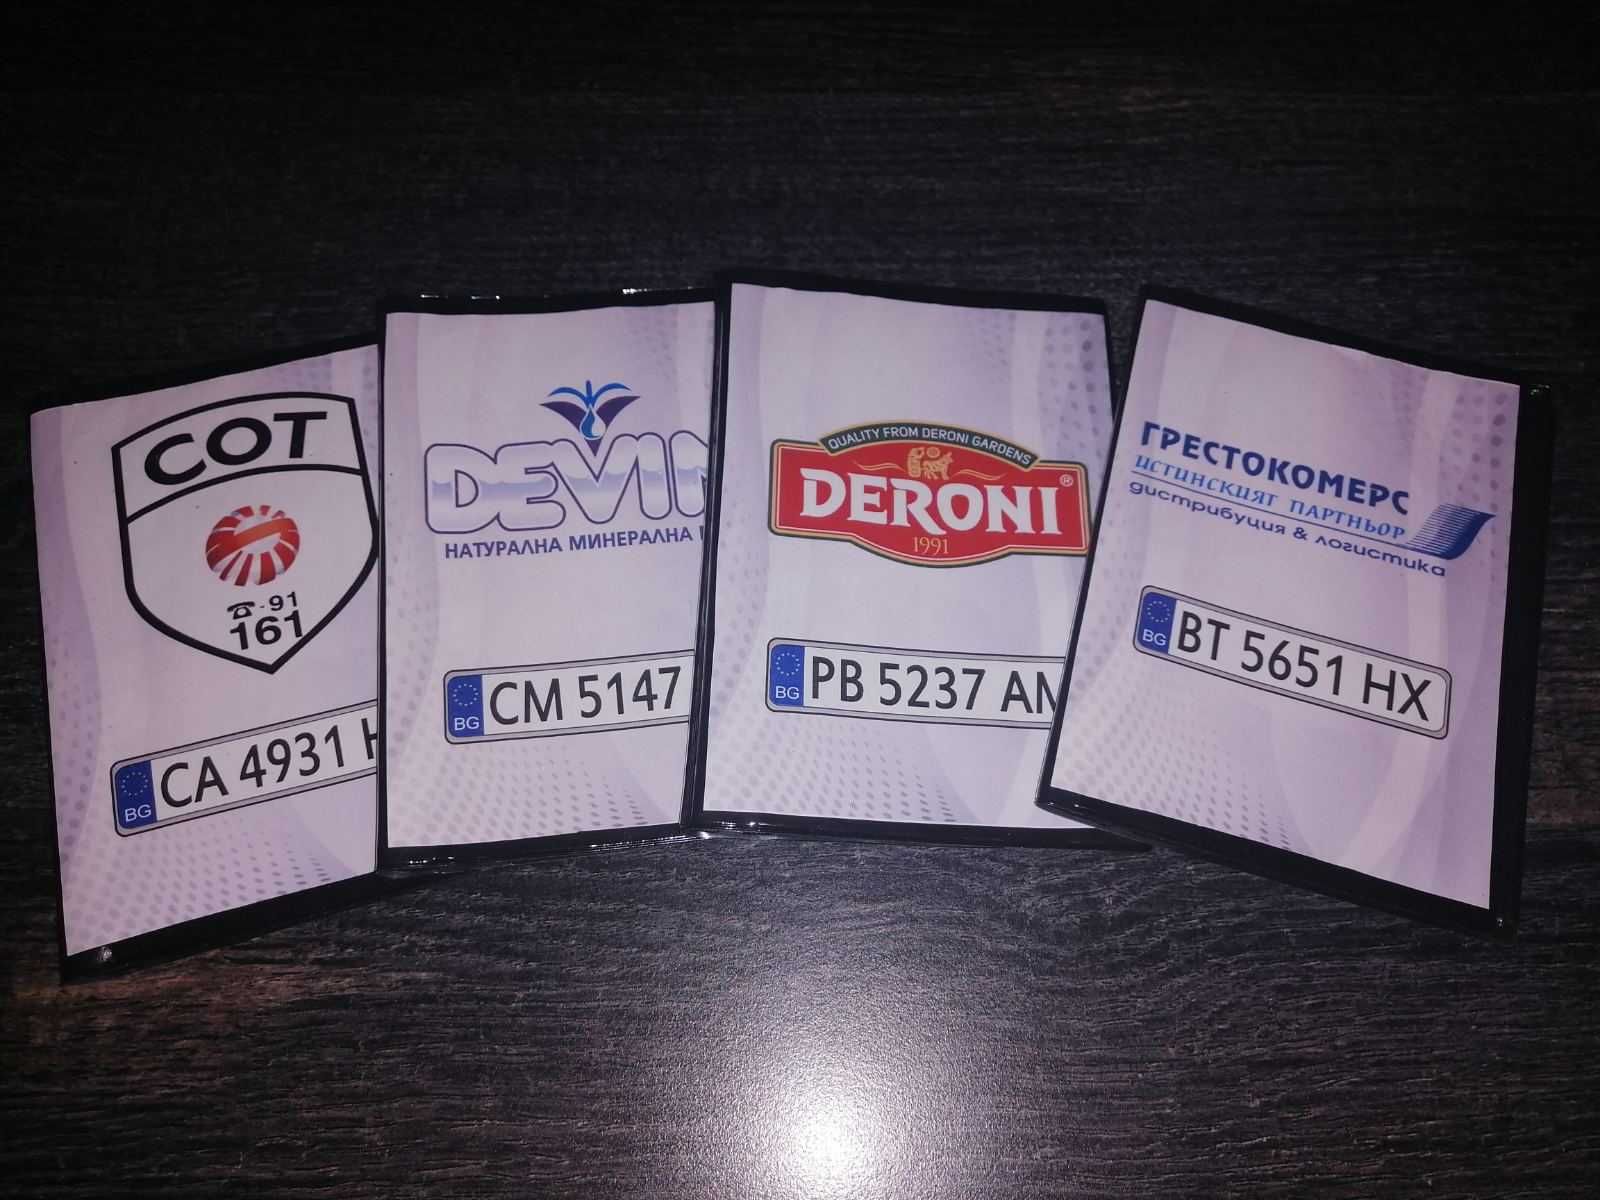 СОТ
☎-91
161
BG
CA 4931
DEVIN
НАТУРАЛНА МИНЕРАЛНА
BG
CM 5147
QUALITY FROM DERONI GARDENS
DERONI®
1991
BG
PB 5237 AM
ГРЕСТОКОМЕРС
истинският партньор
дистрибуция & логистика
BG
BT 5651 HX